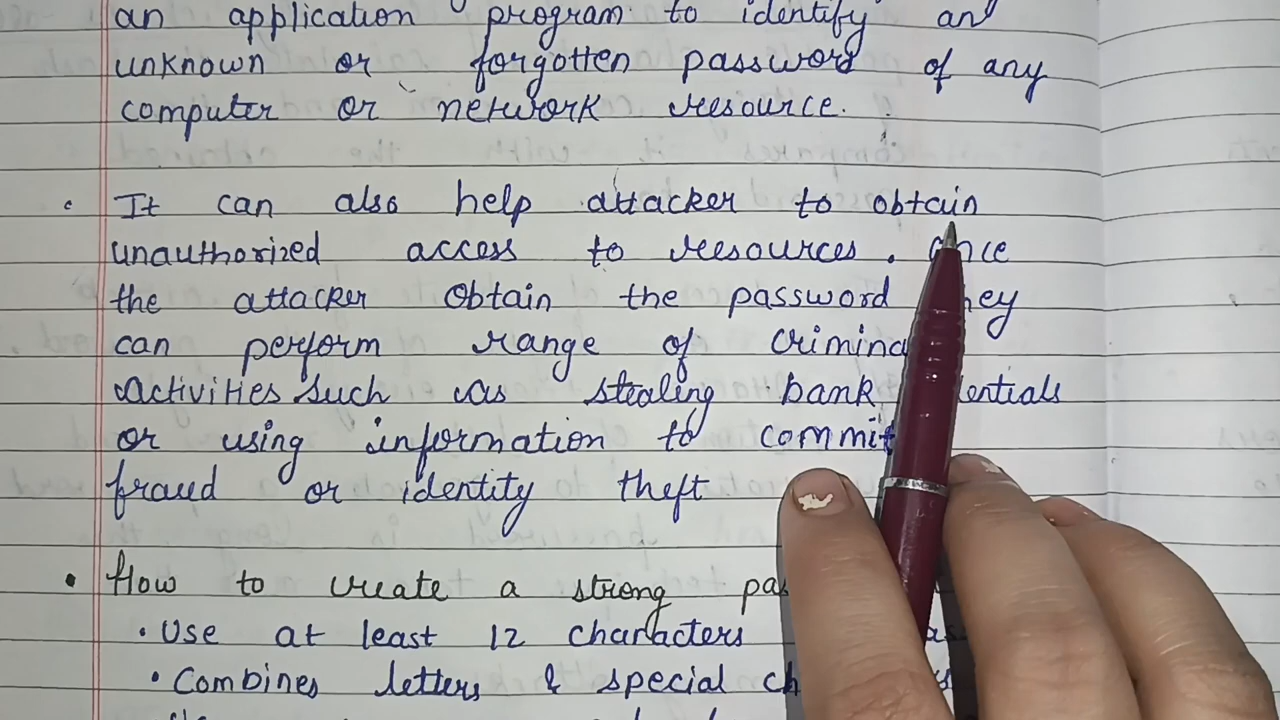 an application program to identify an
unknown or forgotten password of any
computer or network resource.
It can also help attacker to obtain
unauthorized access to resources. once
the attacker obtain the password
can perform range of
activities such as stealing bank
or using information to commit
fraud or identity theft
How to create a strong
Use at least 12 characters
Combines letters & special